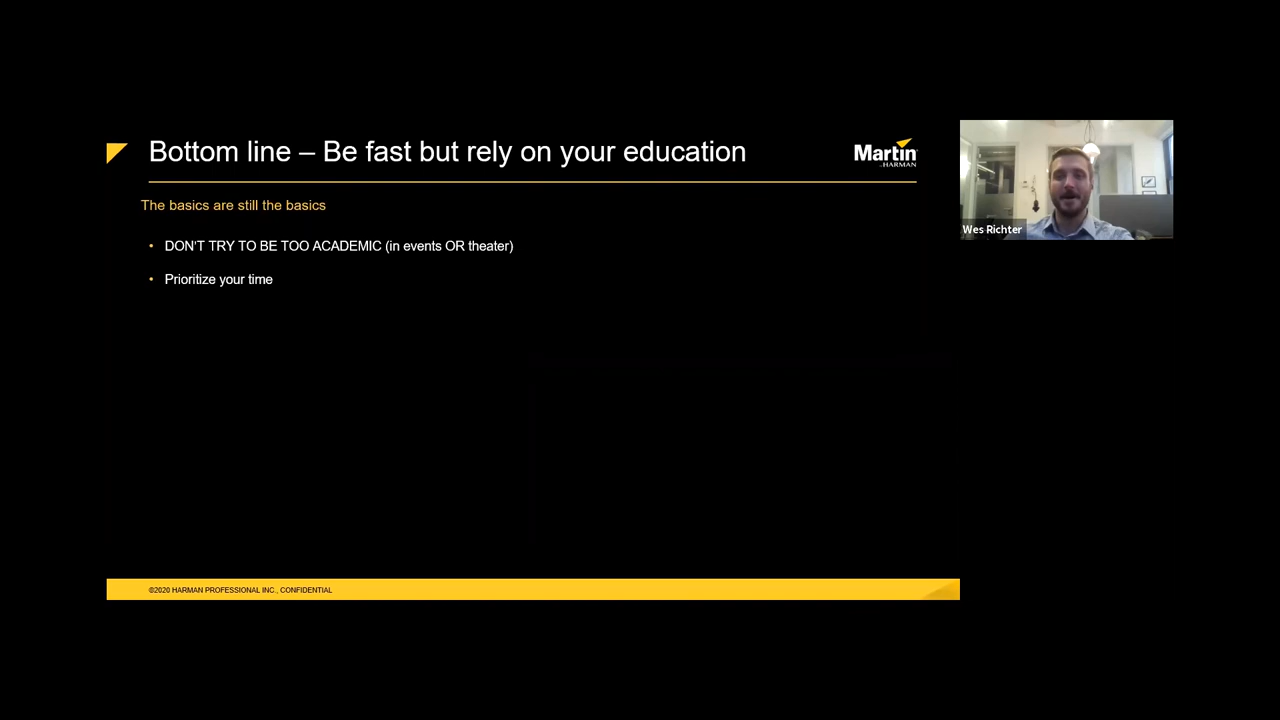 Bottom line – Be fast but rely on your education
Martin
by HARMAN
The basics are still the basics
• DON'T TRY TO BE TOO ACADEMIC (in events OR theater)
• Prioritize your time
Wes Richter
©2020 HARMAN PROFESSIONAL INC., CONFIDENTIAL